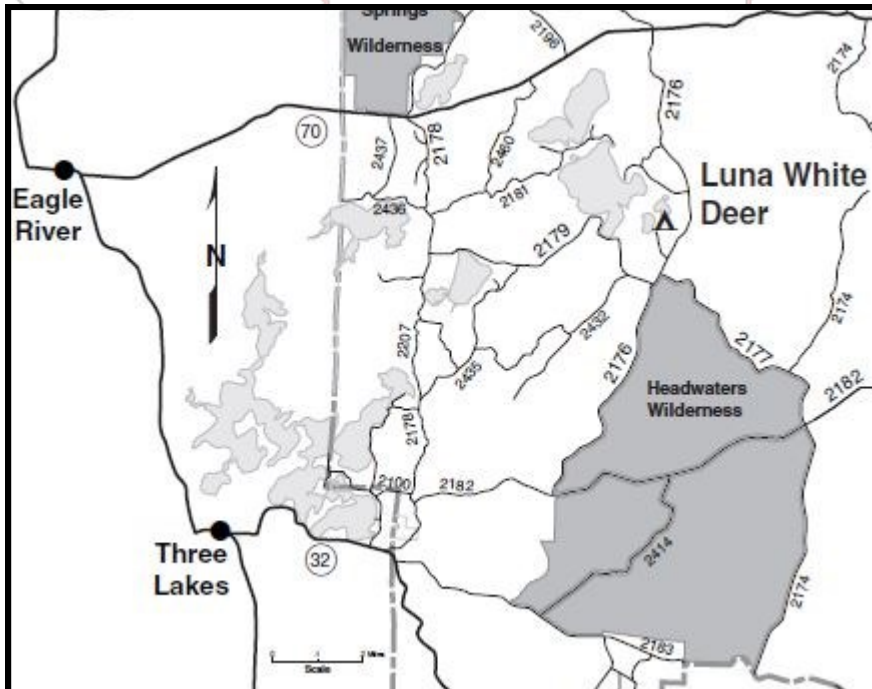 Springs
Wilderness
2196
2174
70
2437
2178
2460
2176
Eagle
River
Luna White
Deer
2436
2181
N
2179
2207
2432
2174
2435
2176
2177
2182
Headwaters
Wilderness
2178
2100
2182
Three
Lakes
32
2414
2174
2183
Scale